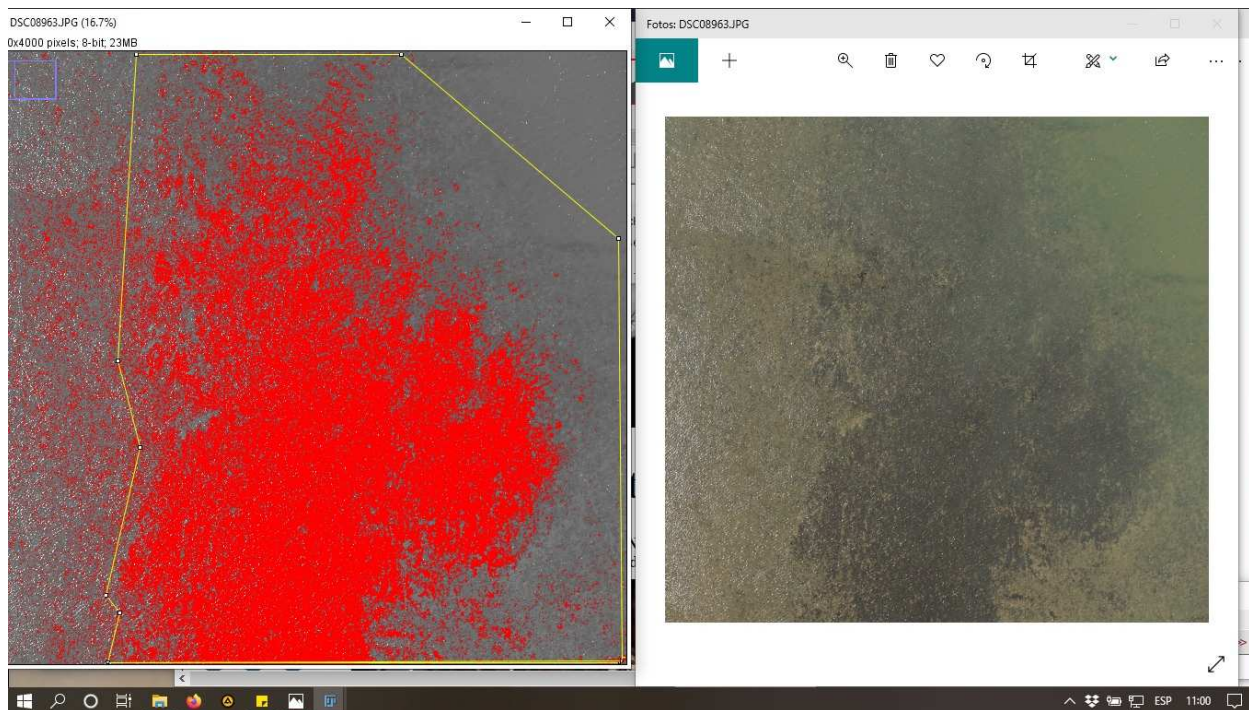 DSC08963.JPG (16.7%)
0x4000 pixels; 8-bit; 23MB
Fotos: DSC08963.JPG
ESP 11:00